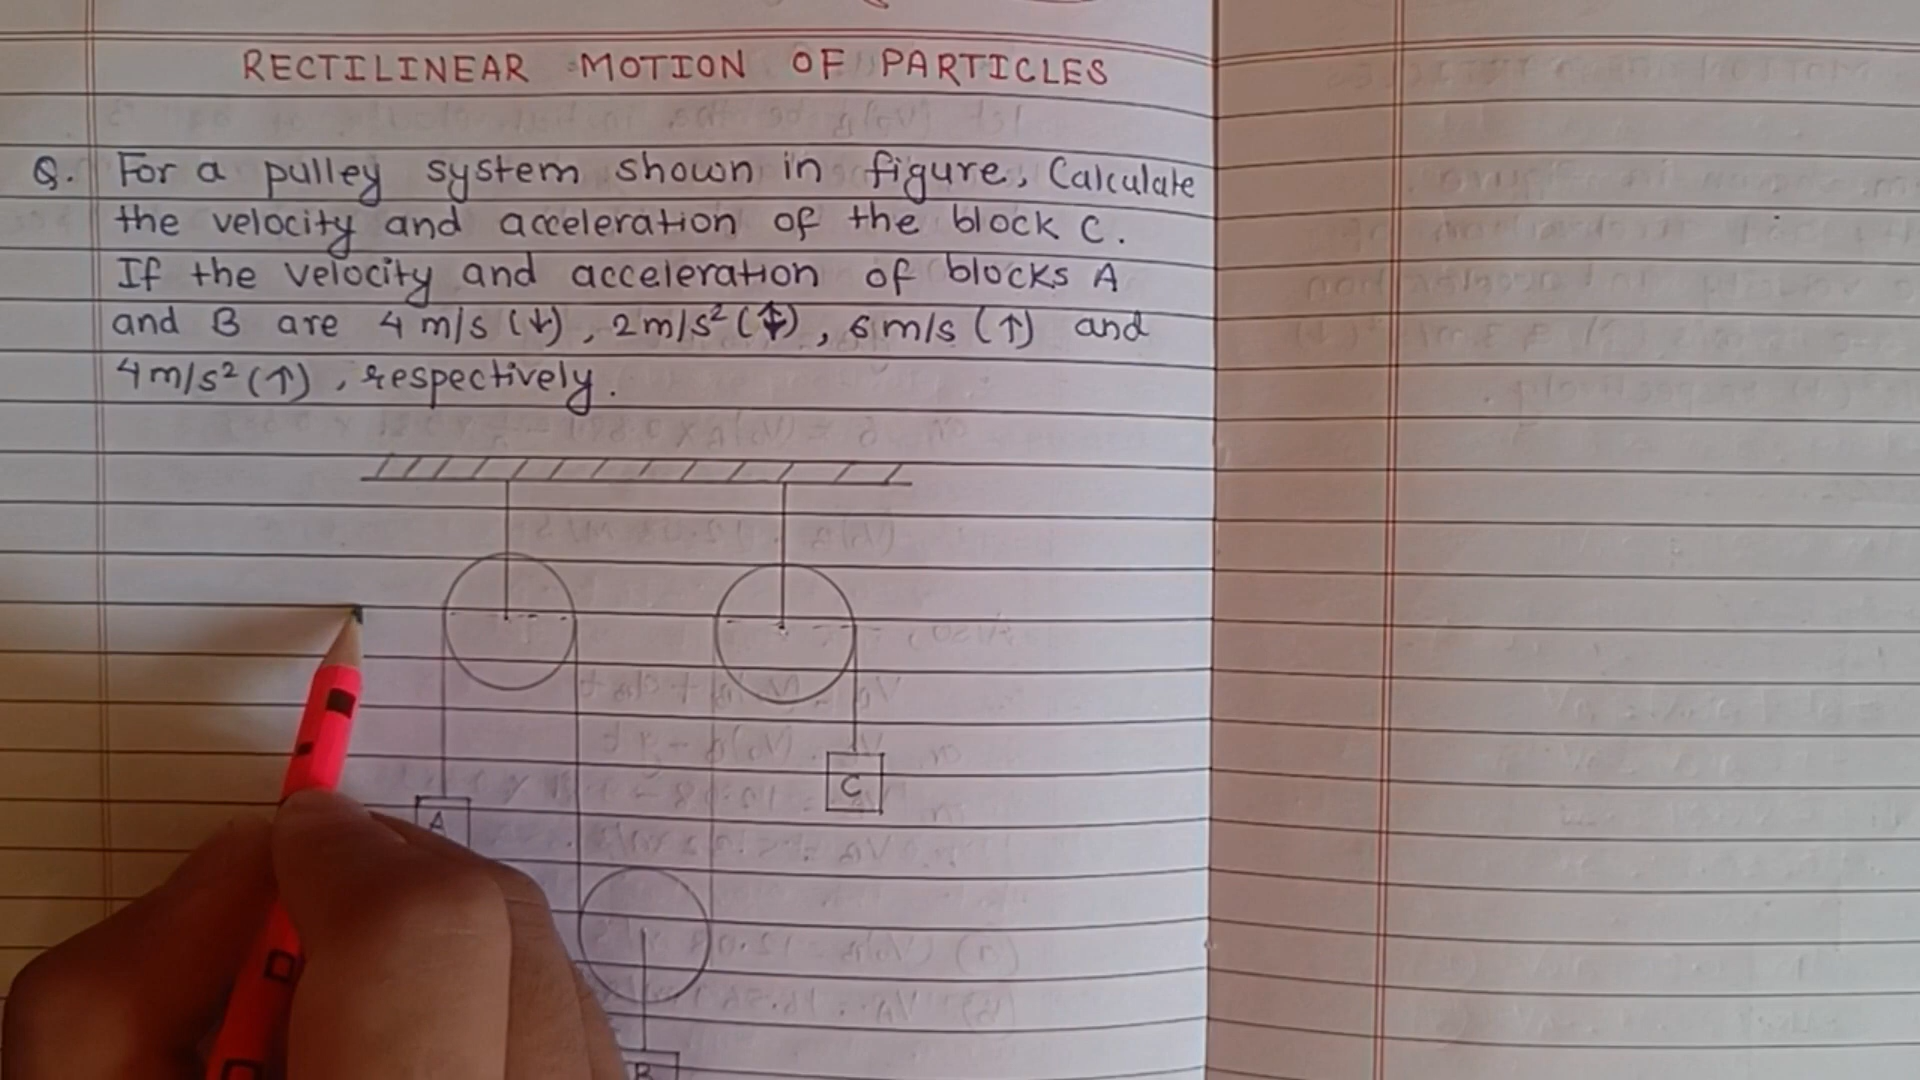 RECTILINEAR MOTION OF PARTICLES
Q. For a pulley system shown in figure, Calculate
the velocity and acceleration of the block C.
If the velocity and acceleration of blocks A
and B are 4 m/s (↓), 2 m/s² (↑), 6 m/s (↑) and
4 m/s² (↑), respectively.
C
A
B